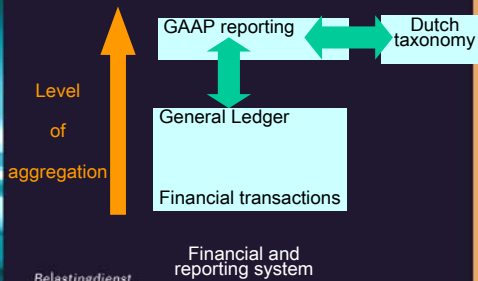 GAAP reporting
Dutch
taxonomy
Level
of
aggregation
General Ledger
Financial transactions
Financial and
reporting system
Belastingdienst